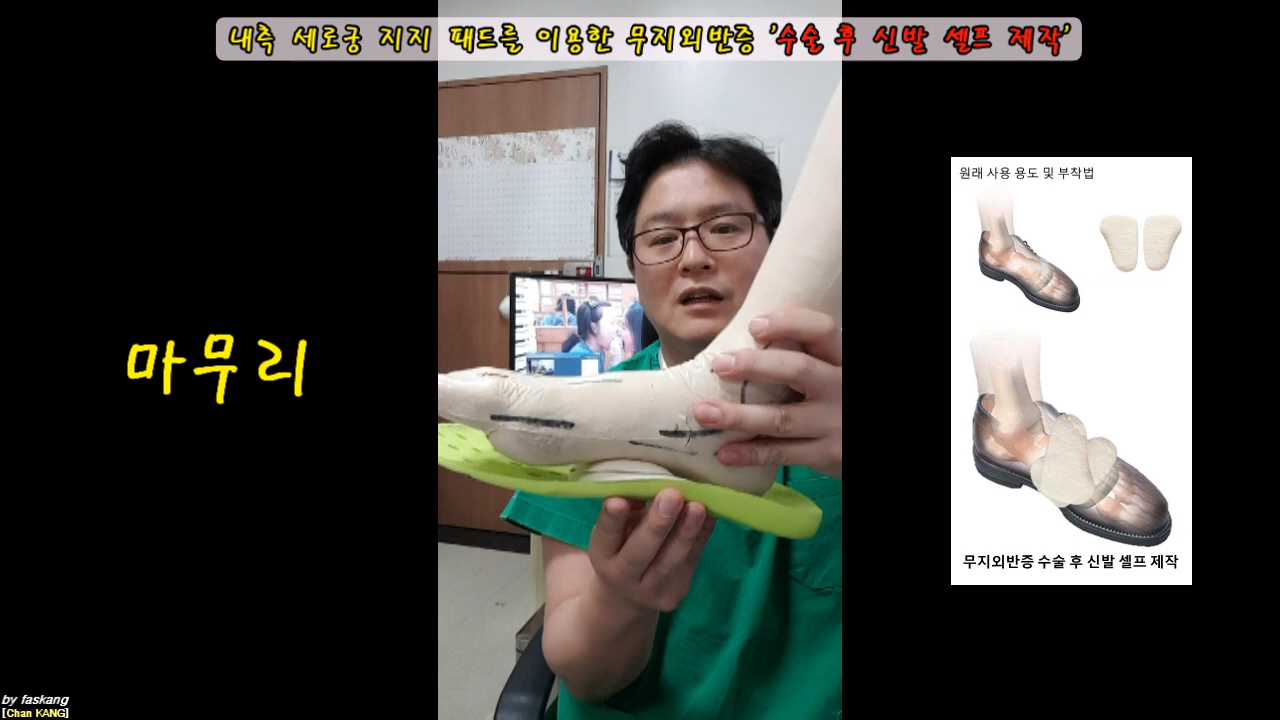 내측 세로궁 지지 패드를 이용한 무지외반증 '수술 후 신발 셀프 제작'
원래 사용 용도 및 부착법
마무리
무지외반증 수술 후 신발 셀프 제작
by faskang
[Chan KANG]